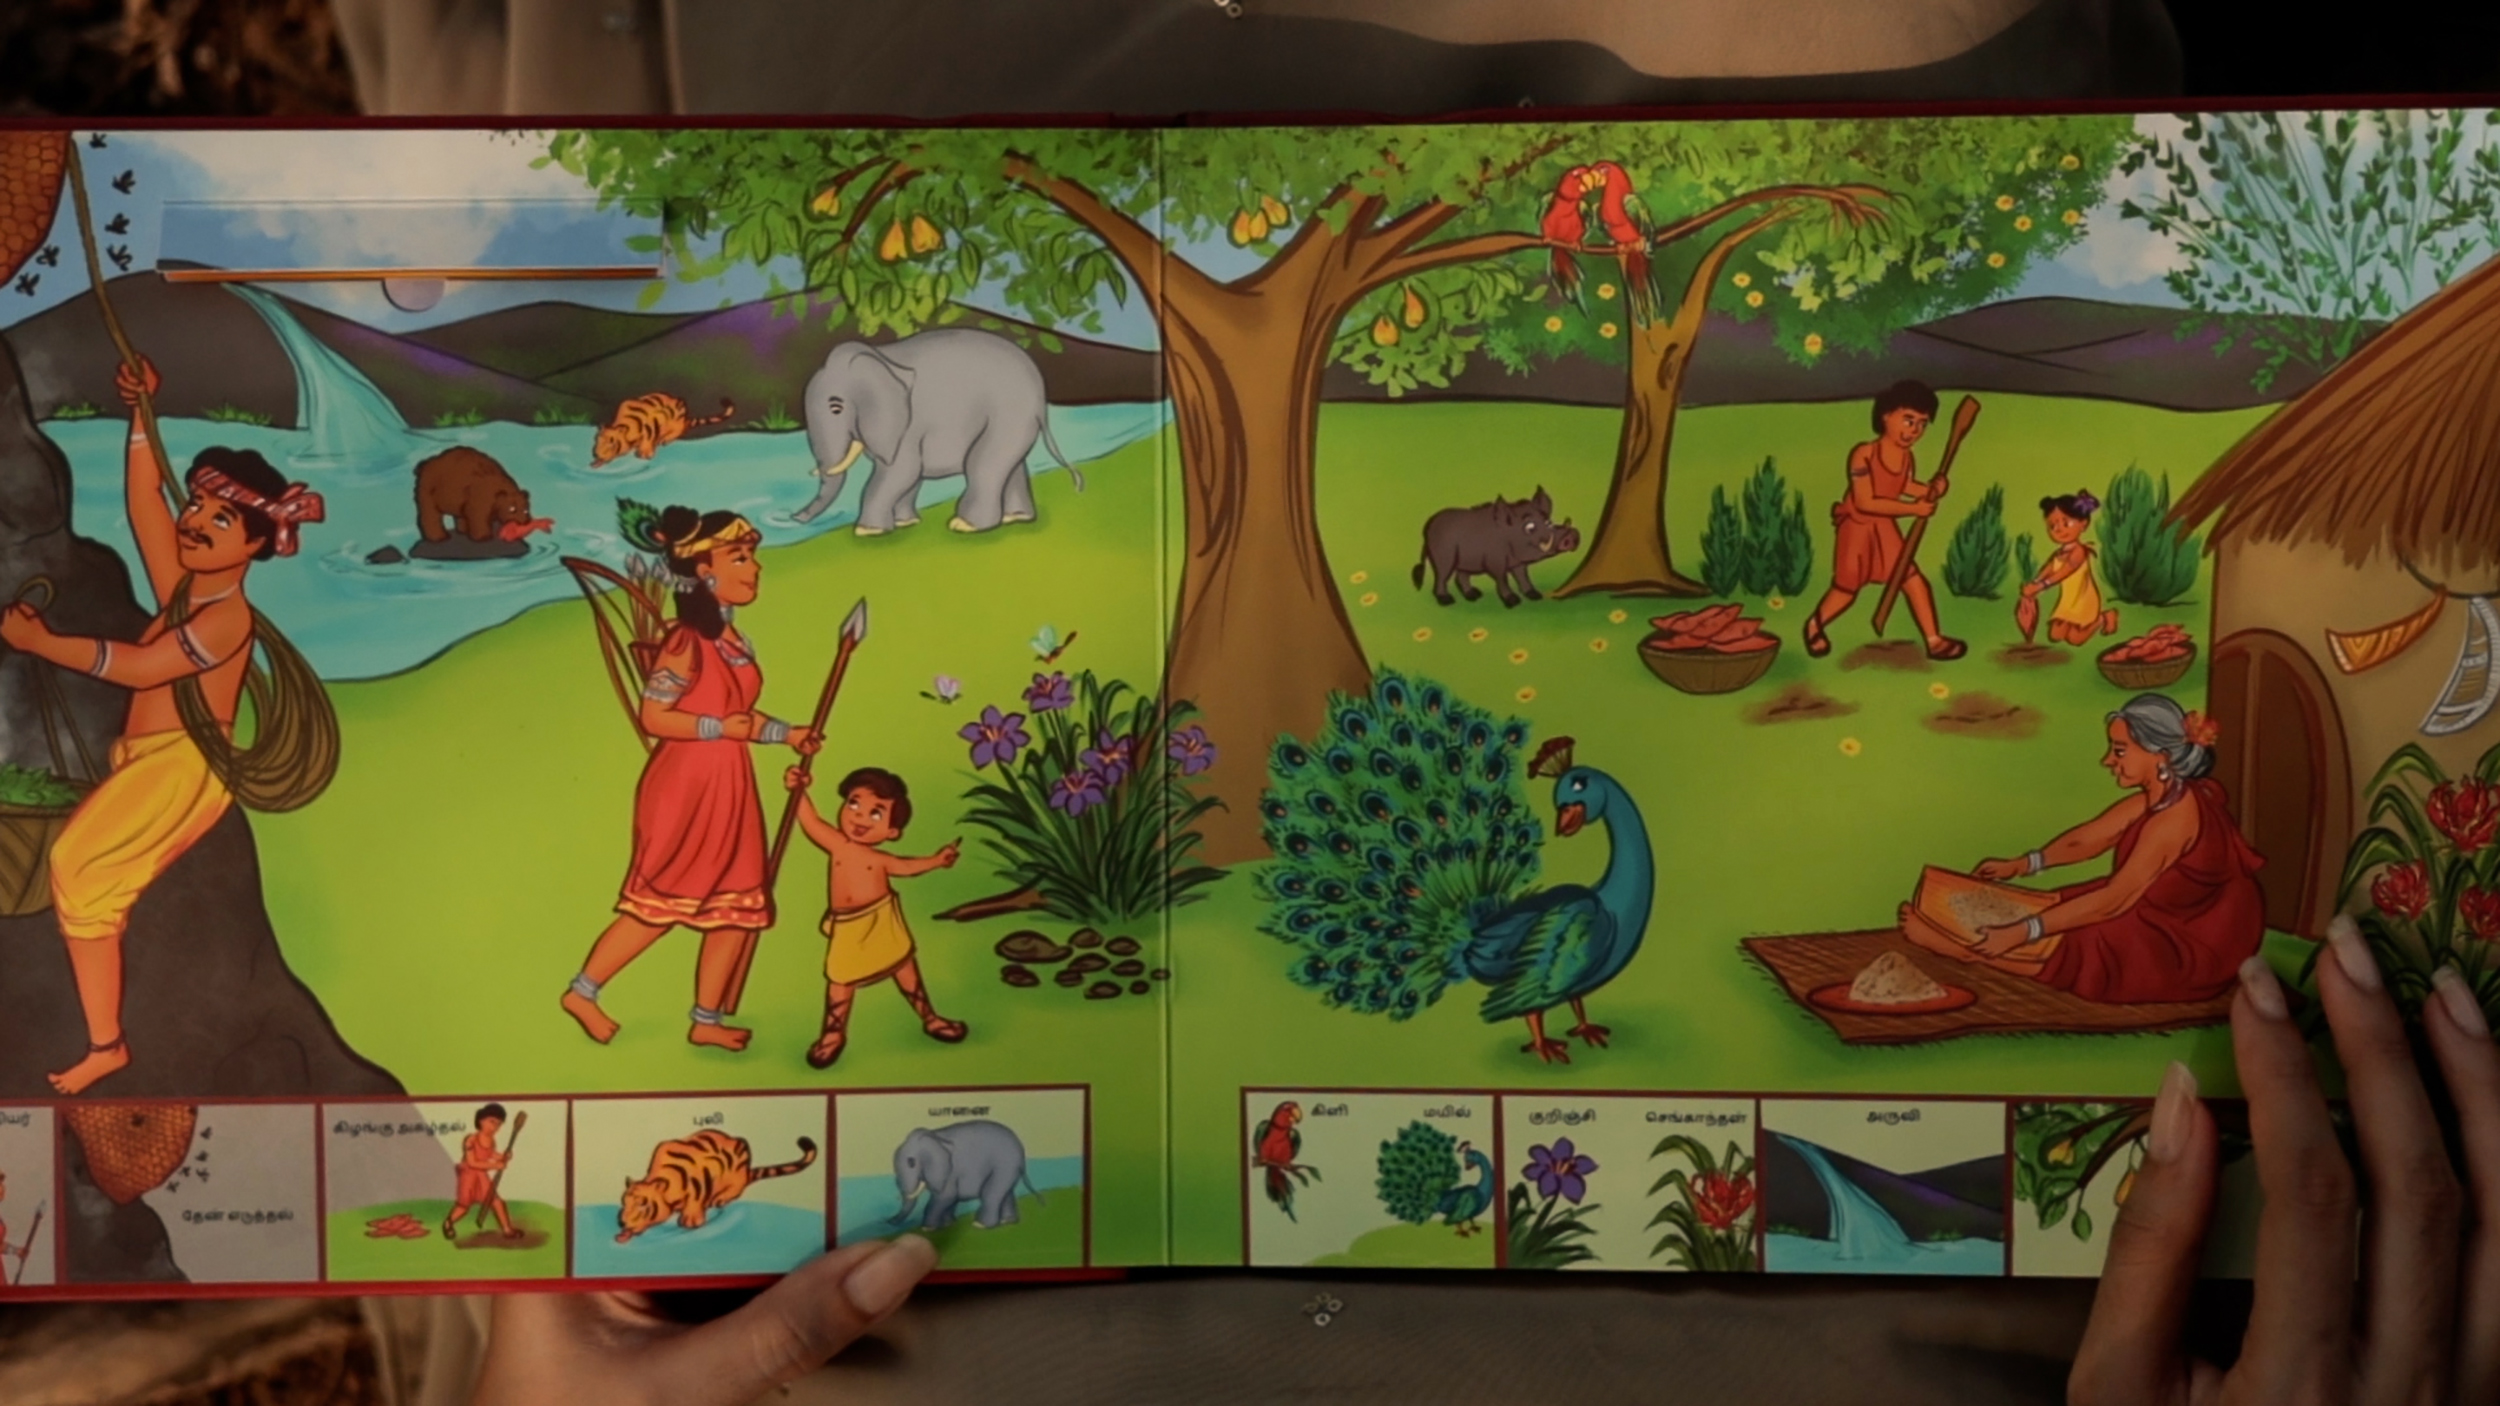 தேன் எடுத்தல்
கிழங்கு அகழ்தல்
புலி
யானை
கிளி
மயில்
குறிஞ்சி
செங்காந்தள்
அருவி